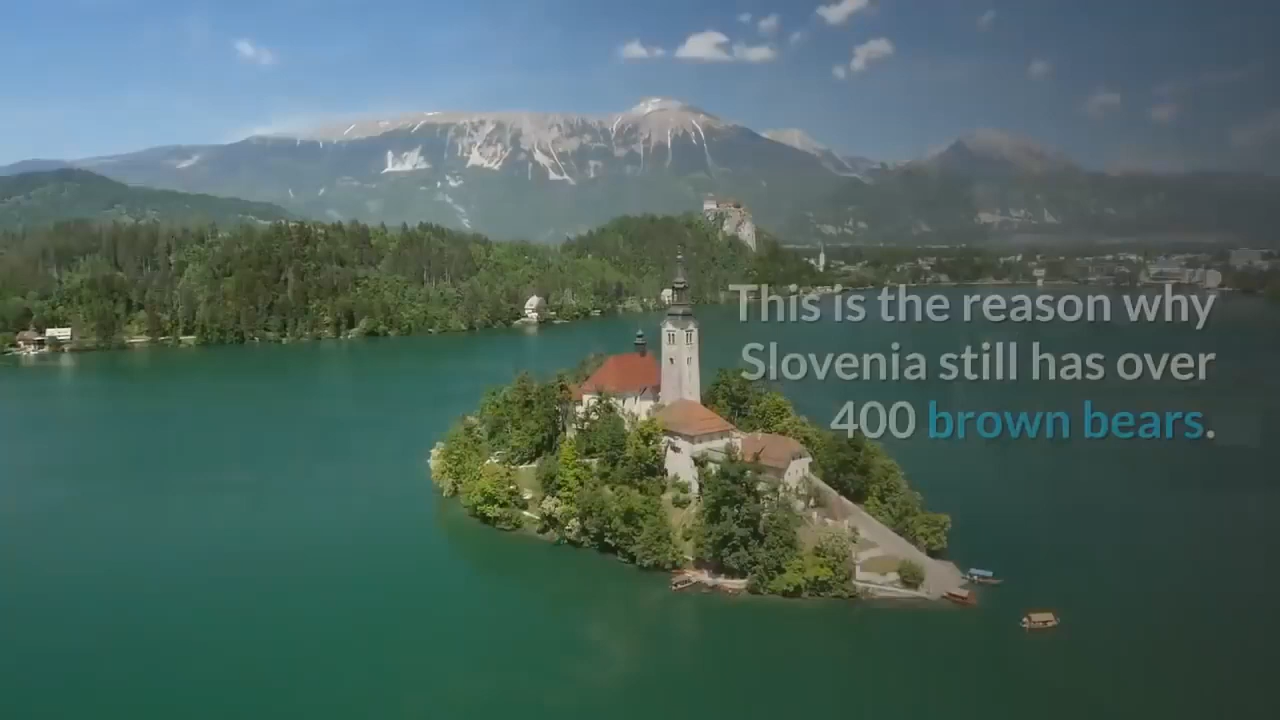 This is the reason why
Slovenia still has over
400 brown bears.